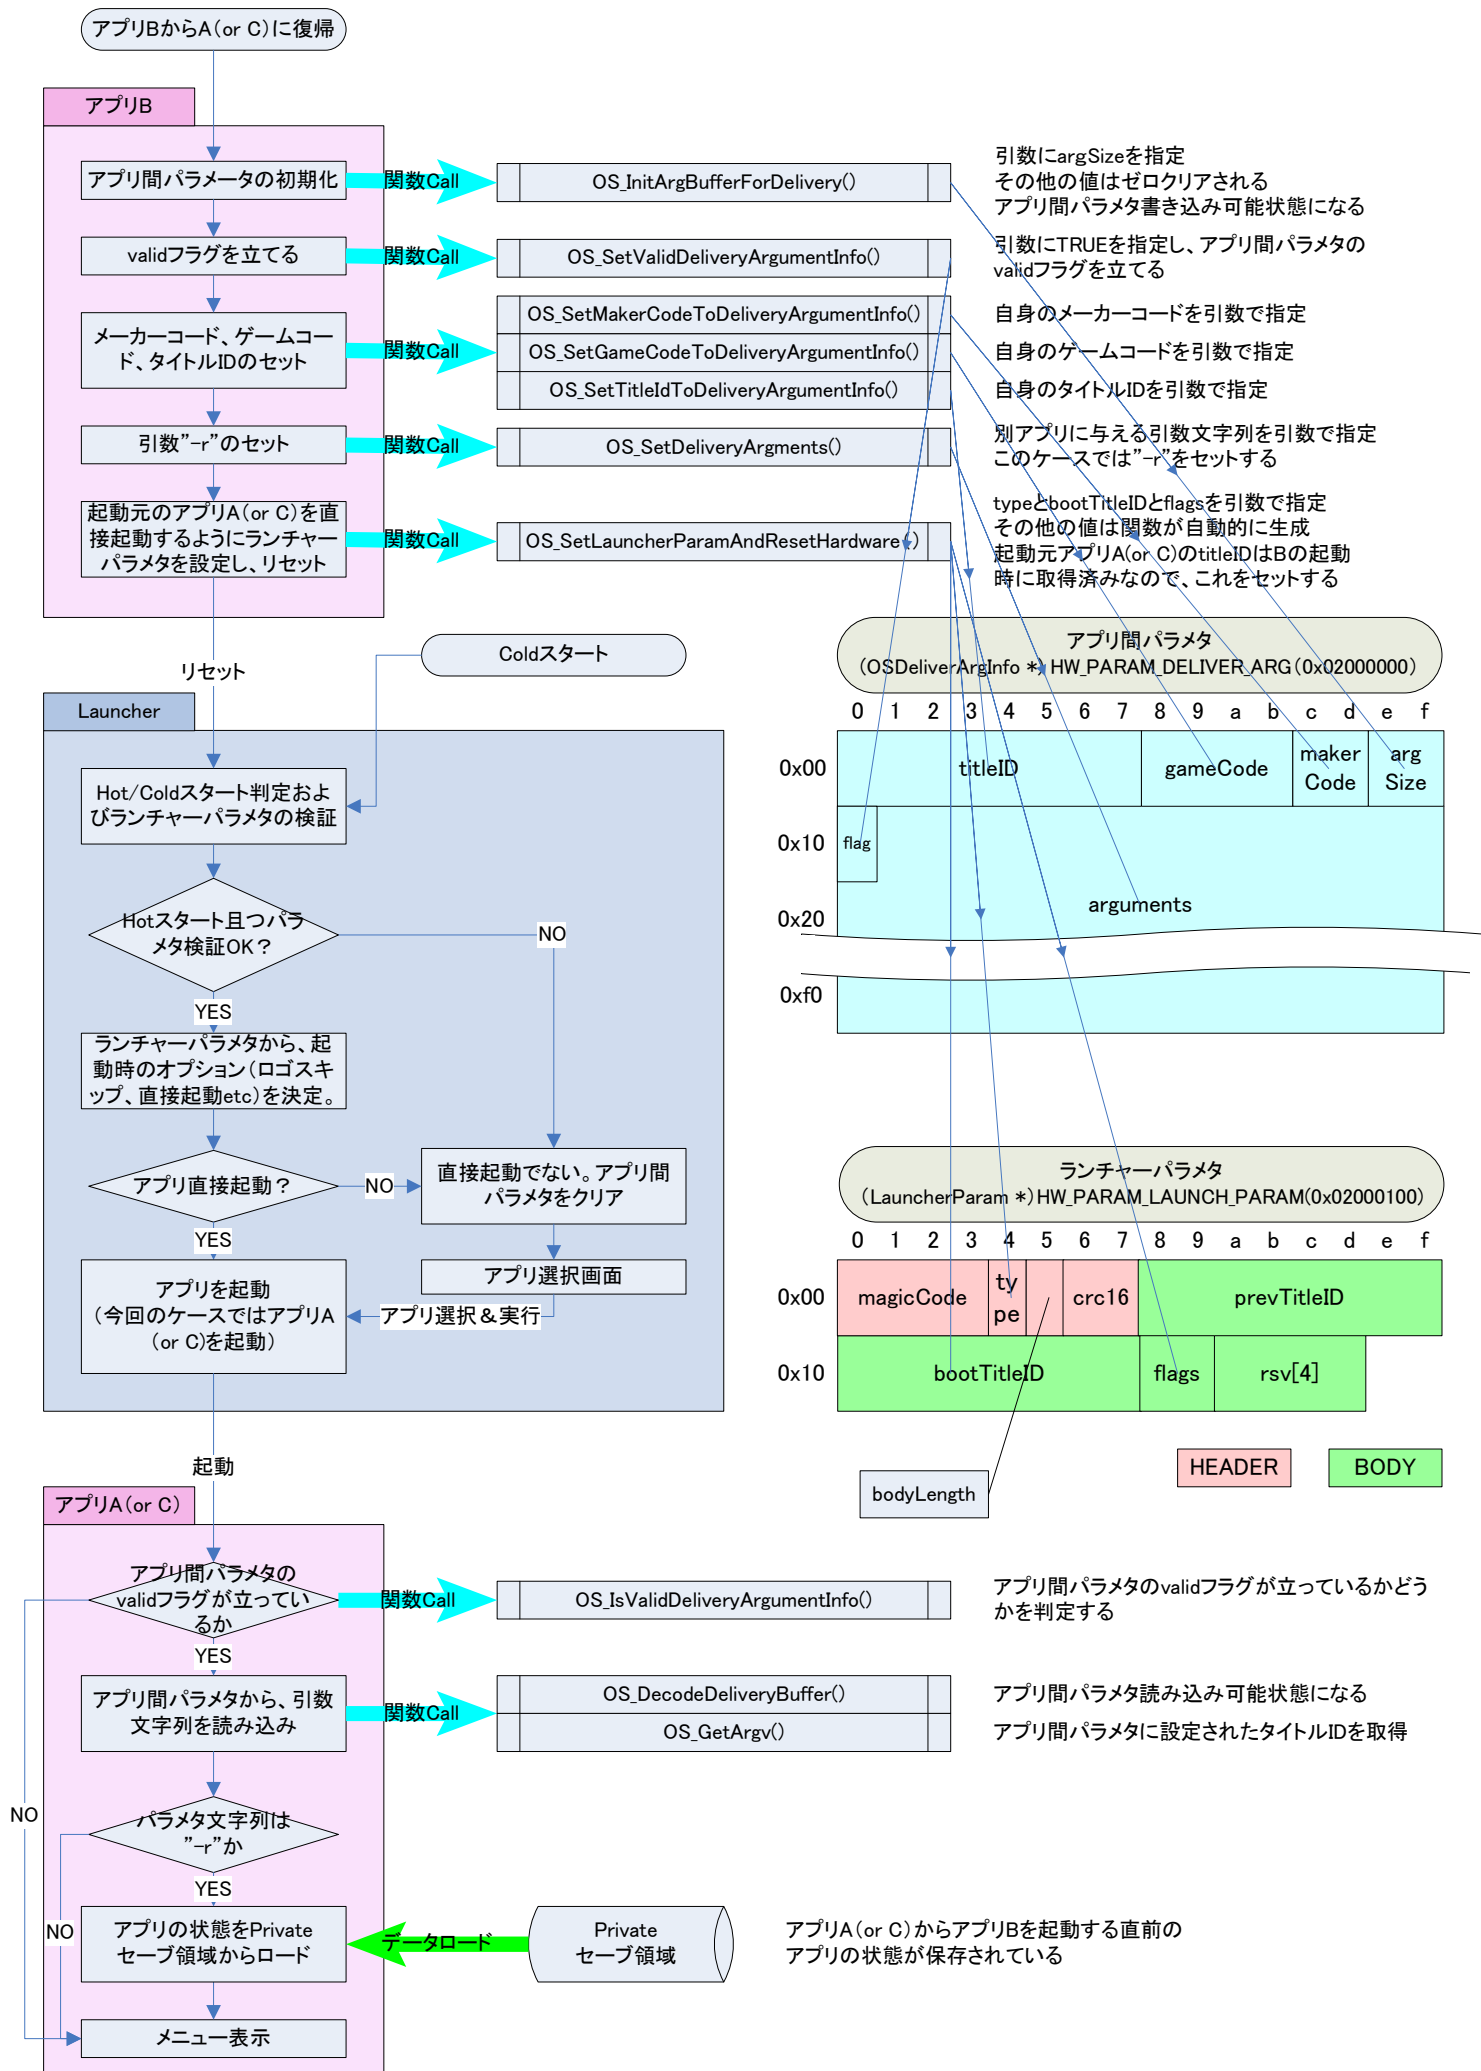 アプリBからA(or C)に復帰
アプリB
アプリ間パラメータの初期化
関数Call
OS_InitArgBufferForDelivery()
引数にargSizeを指定
その他の値はゼロクリアされる
アプリ間パラメタ書き込み可能状態になる
validフラグを立てる
関数Call
OS_SetValidDeliveryArgumentInfo()
引数にTRUEを指定し、アプリ間パラメタの
validフラグを立てる
メーカーコード、ゲームコー
ド、タイトルIDのセット
関数Call
OS_SetMakerCodeToDeliveryArgumentInfo()
自身のメーカーコードを引数で指定
OS_SetGameCodeToDeliveryArgumentInfo()
自身のゲームコードを引数で指定
OS_SetTitleIdToDeliveryArgumentInfo()
自身のタイトルIDを引数で指定
引数”-r”のセット
関数Call
OS_SetDeliveryArgments()
別アプリに与える引数文字列を引数で指定
このケースでは”-r”をセットする
起動元のアプリA(or C)を直
接起動するようにランチャー
パラメタを設定し、リセット
関数Call
OS_SetLauncherParamAndResetHardware()
typeとbootTitleIDとflagsを引数で指定
その他の値は関数が自動的に生成
起動元アプリA(or C)のtitleIDはBの起動
時に取得済みなので、これをセットする
リセット
Coldスタート
アプリ間パラメタ
(OSDeliverArgInfo *) HW_PARAM_DELIVER_ARG(0x02000000)
0 1 2 3 4 5 6 7 8 9 a b c d e f
0x00
titleID
gameCode
maker
Code
arg
Size
0x10
flag
arguments
0x20
0xf0
Launcher
Hot/Coldスタート判定およ
びランチャーパラメタの検証
Hotスタート且つパラ
メタ検証OK？
NO
YES
ランチャーパラメタから、起
動時のオプション(ロゴスキ
ップ、直接起動etc)を決定。
アプリ直接起動？
NO
直接起動でない。アプリ間
パラメタをクリア
YES
アプリ選択画面
アプリを起動
(今回のケースではアプリA
(or C)を起動)
アプリ選択＆実行
ランチャーパラメタ
(LauncherParam *)HW_PARAM_LAUNCH_PARAM(0x02000100)
0 1 2 3 4 5 6 7 8 9 a b c d e f
0x00
magicCode
ty
pe
crc16
prevTitleID
0x10
bootTitleID
flags
rsv[4]
bodyLength
HEADER
BODY
起動
アプリA(or C)
アプリ間パラメタの
validフラグが立ってい
るか
関数Call
OS_IsValidDeliveryArgumentInfo()
アプリ間パラメタのvalidフラグが立っているかどう
かを判定する
YES
アプリ間パラメタから、引数
文字列を読み込み
関数Call
OS_DecodeDeliveryBuffer()
アプリ間パラメタ読み込み可能状態になる
OS_GetArgv()
アプリ間パラメタに設定されたタイトルIDを取得
NO
パラメタ文字列は
”-r”か
YES
NO
アプリの状態をPrivate
セーブ領域からロード
データロード
Private
セーブ領域
アプリA(or C)からアプリBを起動する直前の
アプリの状態が保存されている
メニュー表示